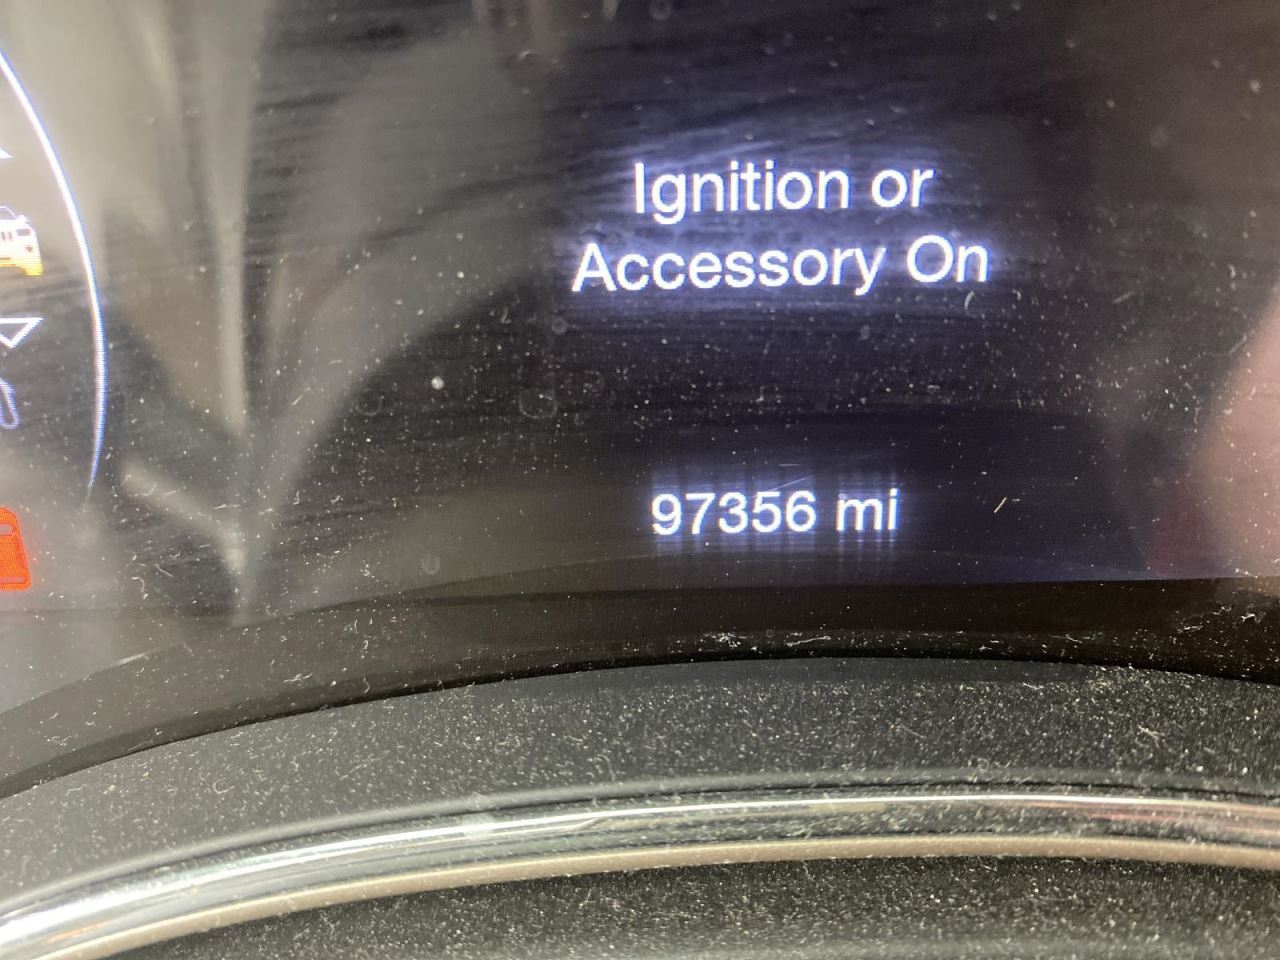 Ignition or
Accessory On
97356 mi